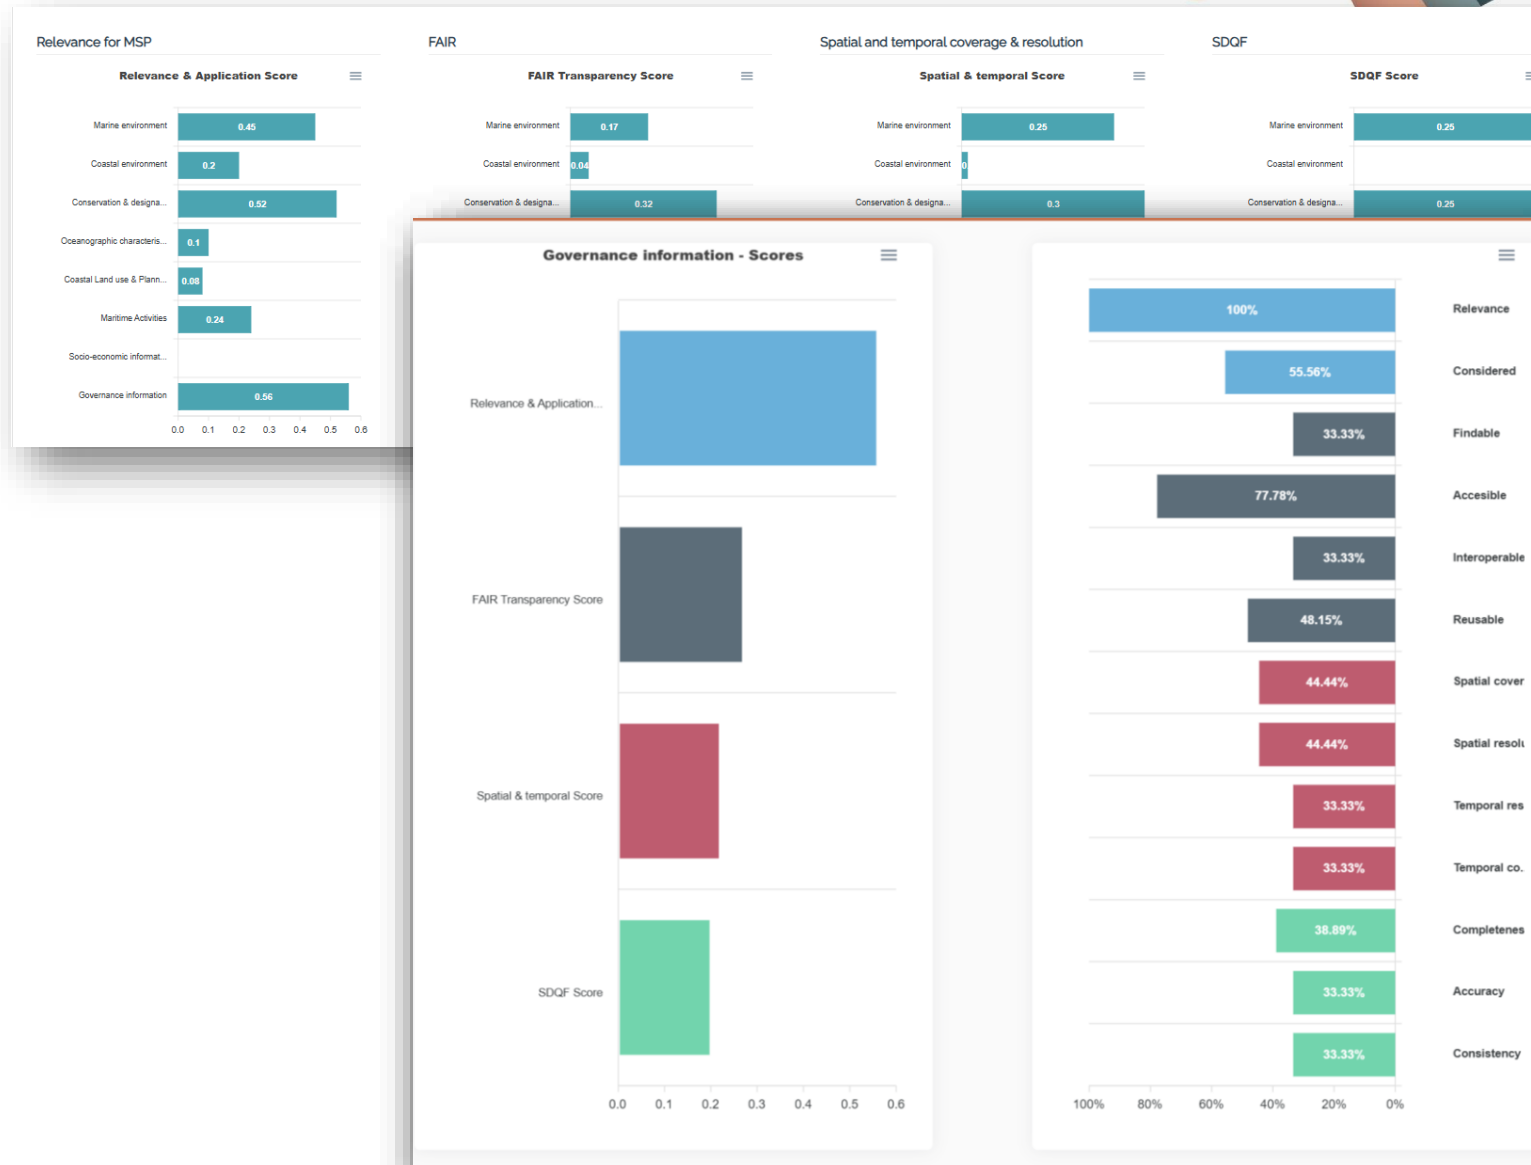 Relevance for MSP
FAIR
Spatial and temporal coverage & resolution
SDQF
Relevance & Application Score
FAIR Transparency Score
Spatial & temporal Score
SDQF Score
Marine environment
0.45
Coastal environment
0.2
Conservation & designa...
0.52
Oceanographic characteris...
0.1
Coastal Land use & Plann...
0.08
Maritime Activities
0.24
Socio-economic informat...
Governance information
0.56
0.0 0.1 0.2 0.3 0.4 0.5 0.6
Marine environment
0.17
Coastal environment
0.04
Conservation & designa...
0.32
Marine environment
0.25
Coastal environment
0
Conservation & designa...
0.3
Marine environment
0.25
Coastal environment
Conservation & designa...
0.25
Governance information - Scores
Relevance & Application...
FAIR Transparency Score
Spatial & temporal Score
SDQF Score
0.0 0.1 0.2 0.3 0.4 0.5 0.6
100% Relevance
55.56% Considered
33.33% Findable
77.78% Accesible
33.33% Interoperable
48.15% Reusable
44.44% Spatial cover
44.44% Spatial resolu
33.33% Temporal res
33.33% Temporal co.
38.89% Completenes
33.33% Accuracy
33.33% Consistency
100% 80% 60% 40% 20% 0%